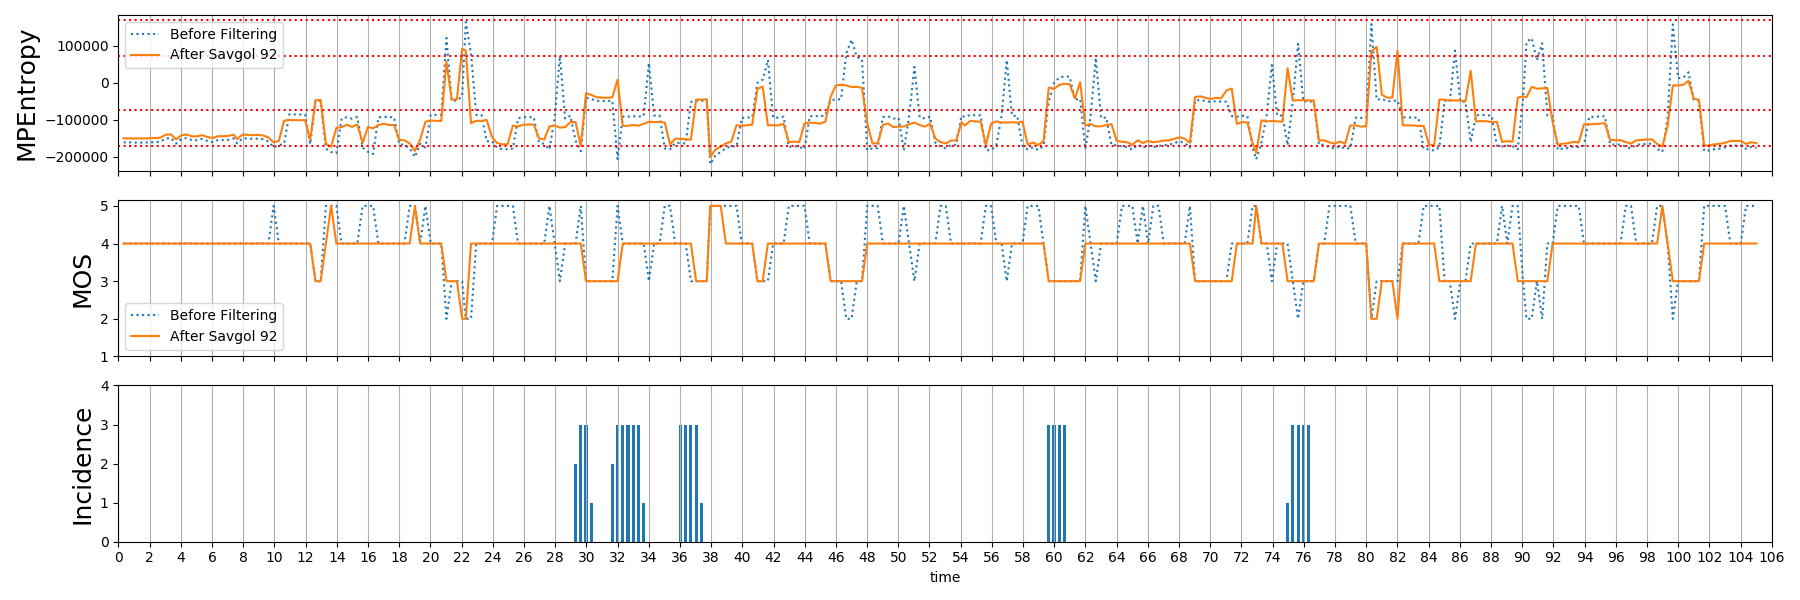 MPEntropy
100000
0
−100000
−200000
Before Filtering
After Savgol 92
MOS
5
4
3
2
1
Before Filtering
After Savgol 92
Incidence
4
3
2
1
0
0 2 4 6 8 10 12 14 16 18 20 22 24 26 28 30 32 34 36 38 40 42 44 46 48 50 52 54 56 58 60 62 64 66 68 70 72 74 76 78 80 82 84 86 88 90 92 94 96 98 100 102 104 106
time